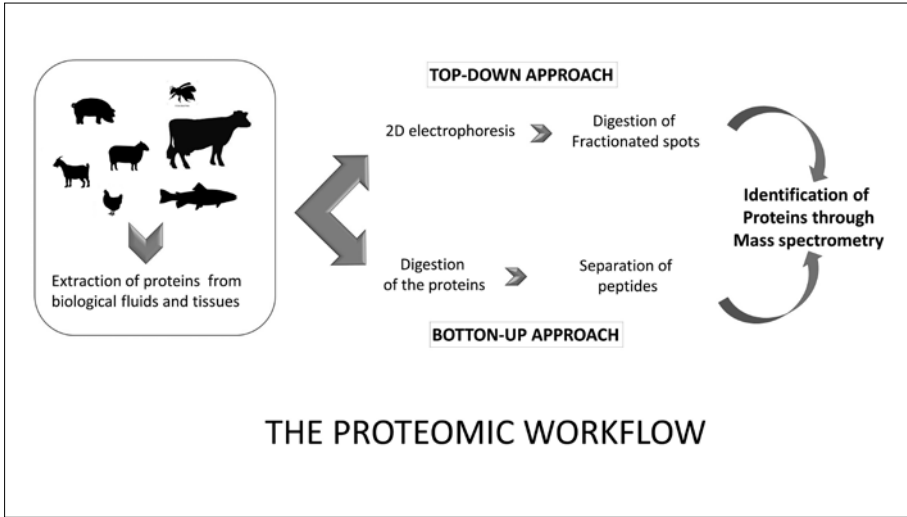 TOP-DOWN APPROACH
2D electrophoresis
Digestion of
Fractionated spots
Identification of
Proteins through
Mass spectrometry
Extraction of proteins from
biological fluids and tissues
Digestion
of the proteins
Separation of
peptides
BOTTON-UP APPROACH
THE PROTEOMIC WORKFLOW